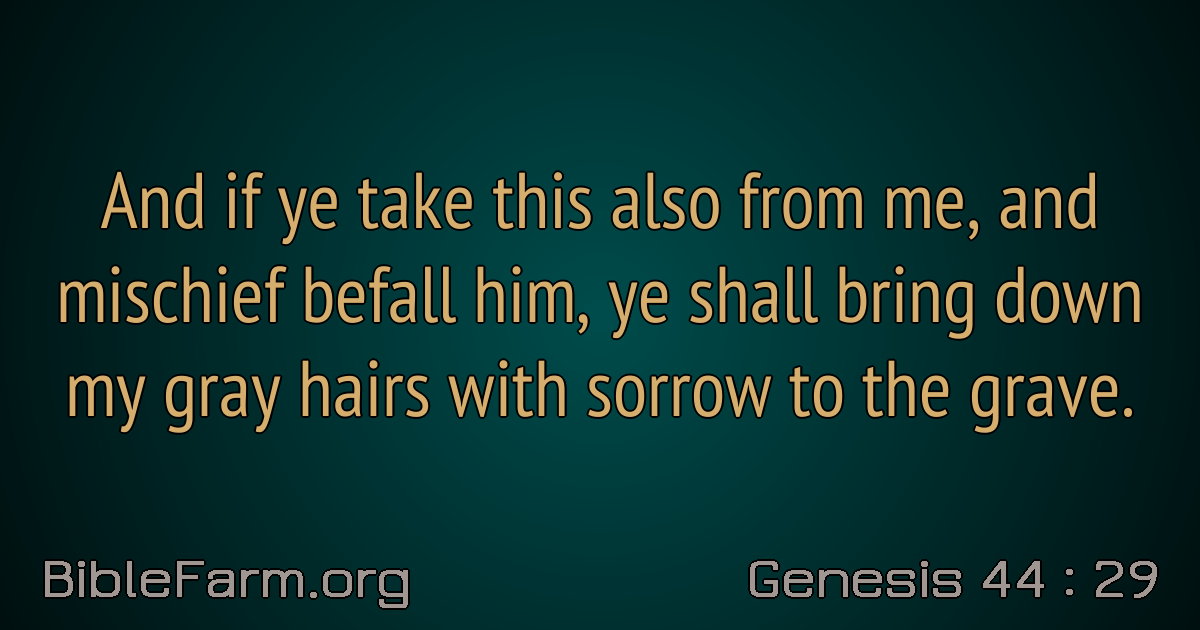 And if ye take this also from me, and
mischief befall him, ye shall bring down
my gray hairs with sorrow to the grave.
BibleFarm.org
Genesis 44 : 29